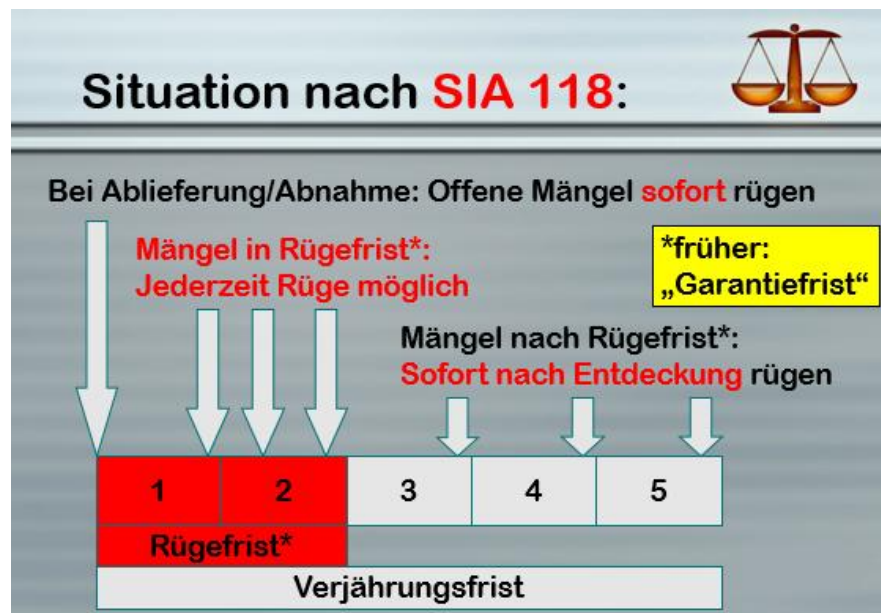 Situation nach SIA 118:
Bei Ablieferung/Abnahme: Offene Mängel sofort rügen
Mängel in Rügefrist*:
Jederzeit Rüge möglich
*früher:
„Garantiefrist“
Mängel nach Rügefrist*:
Sofort nach Entdeckung rügen
1 2 3 4 5
Rügefrist*
Verjährungsfrist